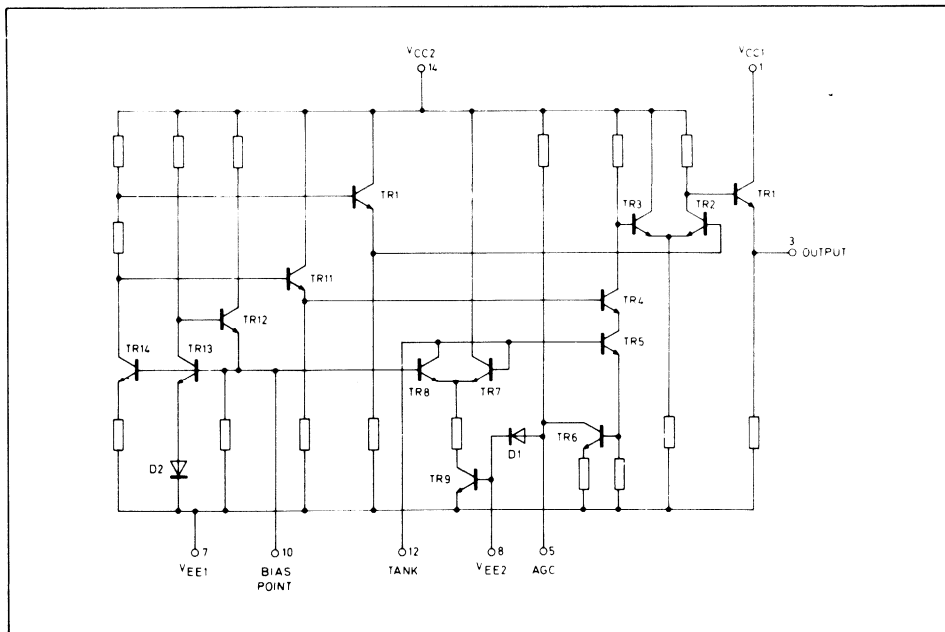 VCC2
14
VCC1
1
TR1
TR3
TR2
TR1
3
OUTPUT
TR11
TR4
TR12
TR14
TR13
TR5
TR8
TR7
TR6
D1
D2
TR9
7
VEE1
10
BIAS
POINT
12
TANK
8
VEE2
5
AGC